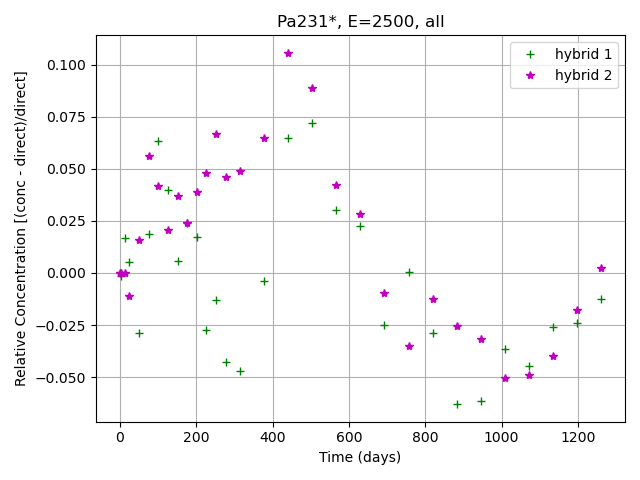 Pa231*, E=2500, all
hybrid 1
hybrid 2
Relative Concentration [(conc - direct)/direct]
0.100
0.075
0.050
0.025
0.000
−0.025
−0.050
0 200 400 600 800 1000 1200
Time (days)